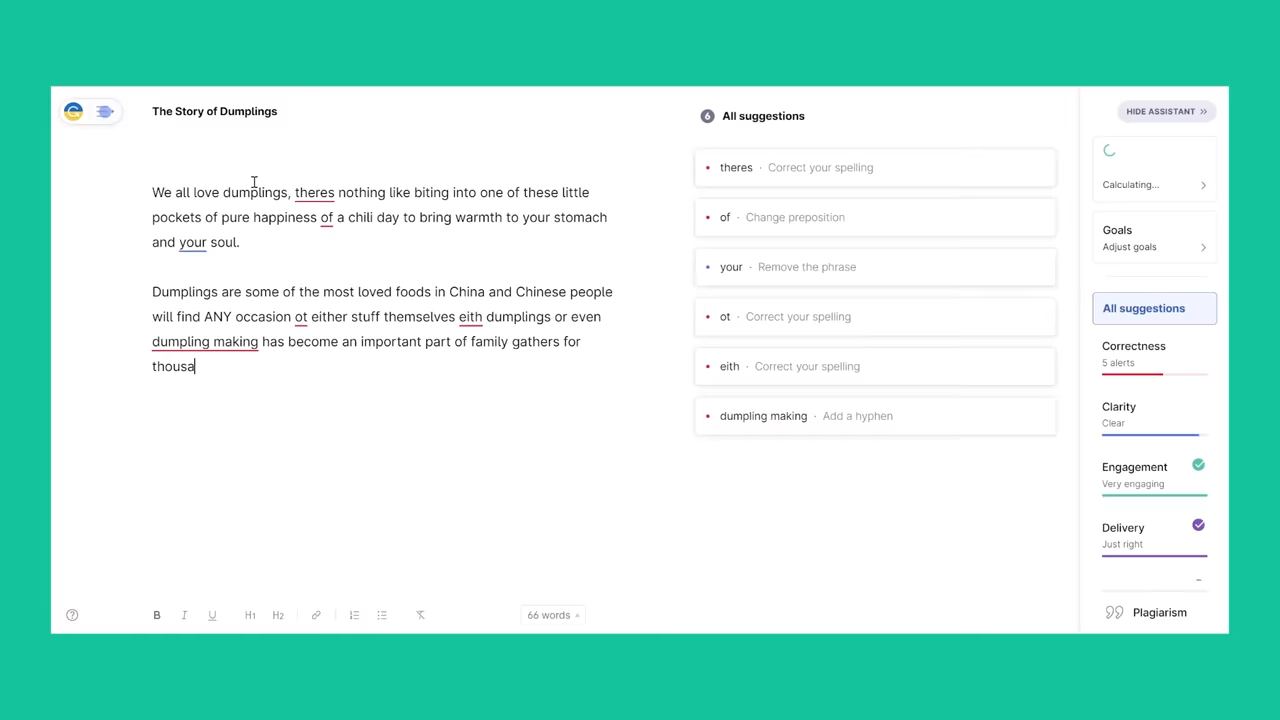 The Story of Dumplings
We all love dumplings, theres nothing like biting into one of these little
pockets of pure happiness of a chili day to bring warmth to your stomach
and your soul.
Dumplings are some of the most loved foods in China and Chinese people
will find ANY occasion ot either stuff themselves eith dumplings or even
dumpling making has become an important part of family gathers for
thousa
B I U H1 H2
66 words
6 All suggestions
theres · Correct your spelling
of · Change preposition
your · Remove the phrase
ot · Correct your spelling
eith · Correct your spelling
dumpling making · Add a hyphen
HIDE ASSISTANT
Calculating...
Goals
Adjust goals
All suggestions
Correctness
5 alerts
Clarity
Clear
Engagement
Very engaging
Delivery
Just right
Plagiarism